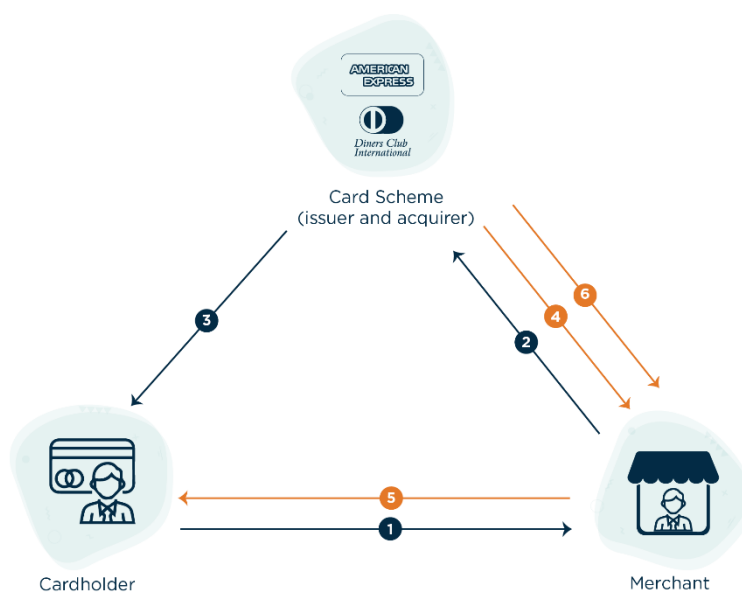 AMERICAN
EXPRESS
Diners Club
International
Card Scheme
(issuer and acquirer)
6
4
3
2
5
1
Cardholder
Merchant